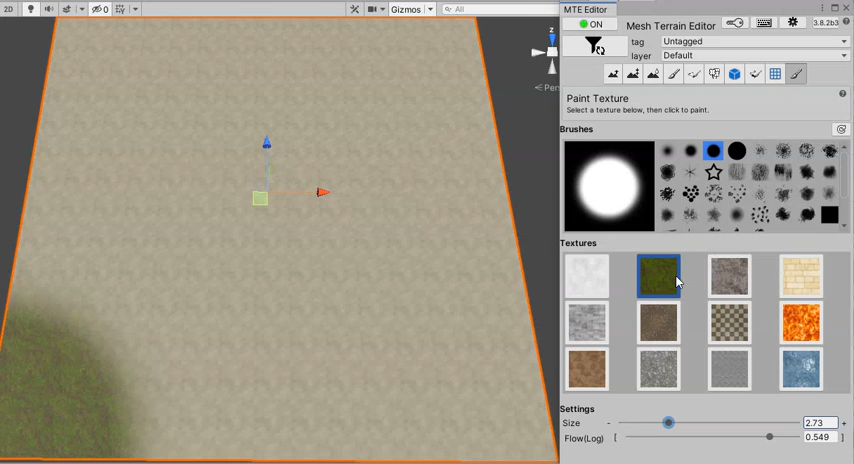 2D
0
Gizmos
All
z
Pers
MTE Editor
ON
Mesh Terrain Editor
3.8.2b3
tag
Untagged
layer
Default
Paint Texture
Select a texture below, then click to paint.
Brushes
Textures
Settings
Size
-
2.73
+
Flow(Log)
[
0.549
]